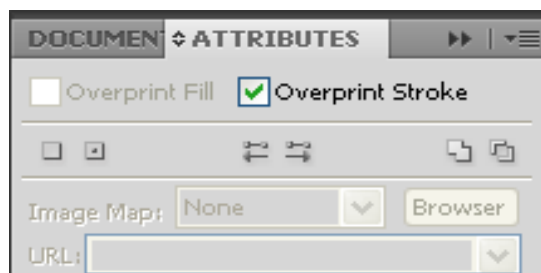 DOCUMEN ATTRIBUTES
Overprint Fill Overprint Stroke
Image Map: None Browser
URL: